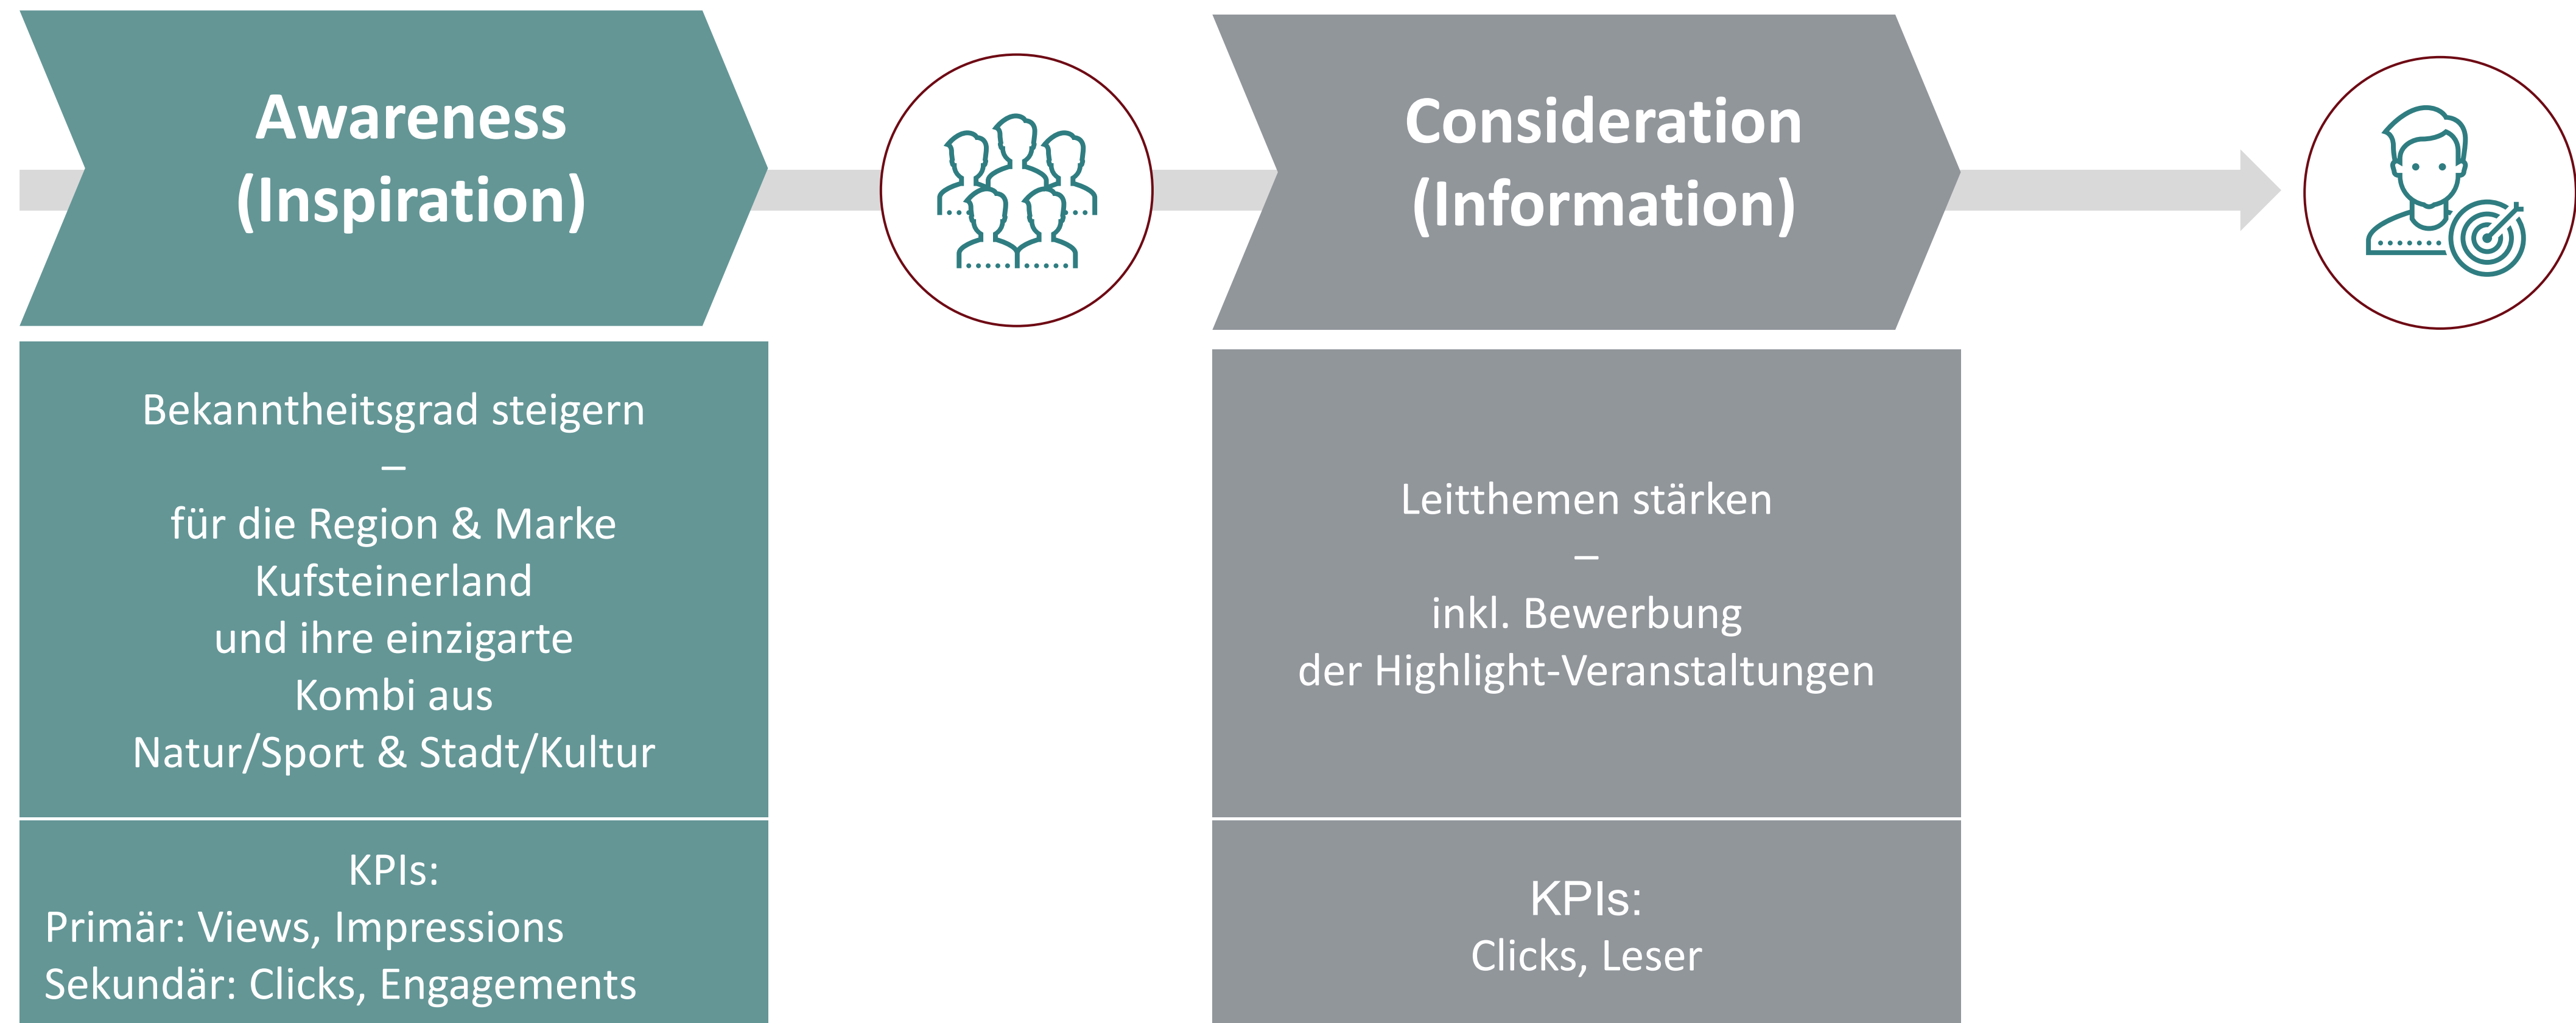 Awareness
(Inspiration)
Bekanntheitsgrad steigern
–
für die Region & Marke
Kufsteinerland
und ihre einzigarte
Kombi aus
Natur/Sport & Stadt/Kultur
KPIs:
Primär: Views, Impressions
Sekundär: Clicks, Engagements
Consideration
(Information)
Leitthemen stärken
–
inkl. Bewerbung
der Highlight-Veranstaltungen
KPIs:
Clicks, Leser